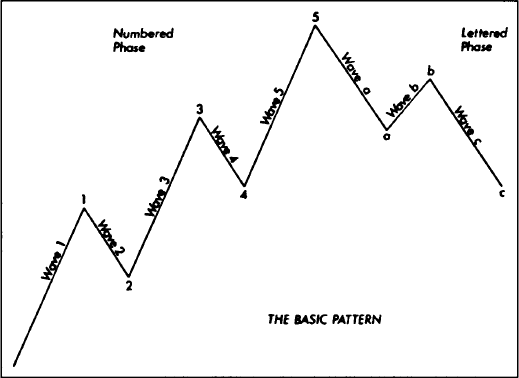 Numbered
Phase
Lettered
Phase
5
Wave a
Wave b
b
3
Wave 5
Wave c
Wave 4
a
1
Wave 3
4
c
Wave 2
Wave 1
2
THE BASIC PATTERN